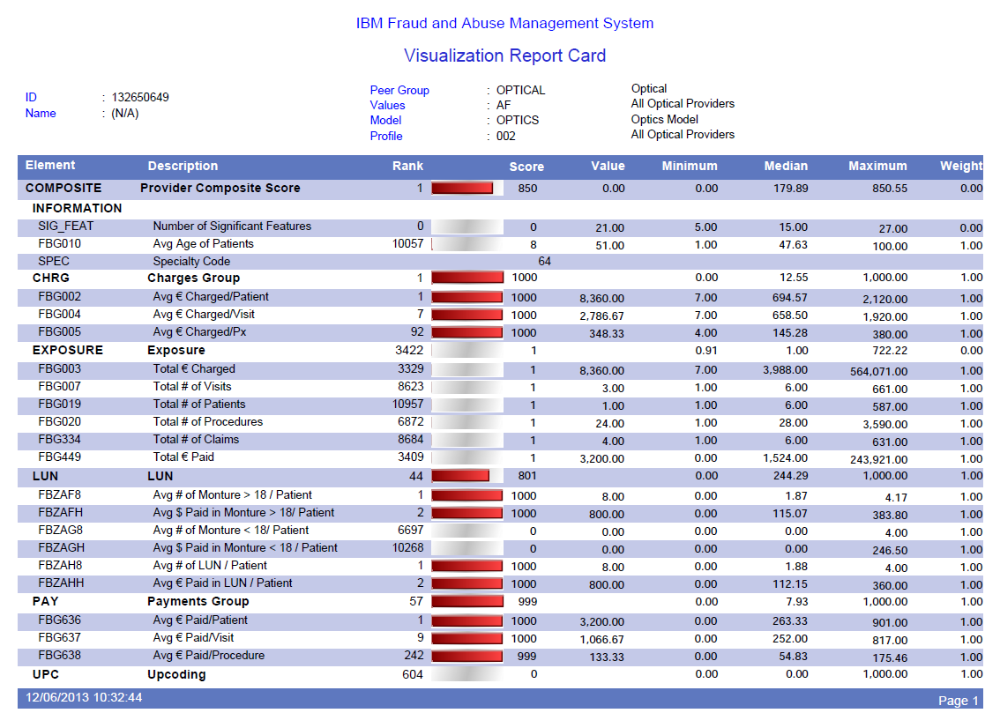 IBM Fraud and Abuse Management System
Visualization Report Card
ID : 132650649
Name : (N/A)
Peer Group : OPTICAL Optical
Values : AF All Optical Providers
Model : OPTICS Optics Model
Profile : 002 All Optical Providers
Element Description Rank Score Value Minimum Median Maximum Weight
COMPOSITE Provider Composite Score 1 850 0.00 0.00 179.89 850.55 0.00
INFORMATION
SIG_FEAT Number of Significant Features 0 0 21.00 5.00 15.00 27.00 0.00
FBG010 Avg Age of Patients 10057 8 51.00 1.00 47.63 100.00 1.00
SPEC Specialty Code 64
CHRG Charges Group 1 1000 0.00 12.55 1,000.00 1.00
FBG002 Avg € Charged/Patient 1 1000 8,360.00 7.00 694.57 2,120.00 1.00
FBG004 Avg € Charged/Visit 7 1000 2,786.67 7.00 658.50 1,920.00 1.00
FBG005 Avg € Charged/Px 92 1000 348.33 4.00 145.28 380.00 1.00
EXPOSURE Exposure 3422 1 0.91 1.00 722.22 0.00
FBG003 Total € Charged 3329 1 8,360.00 7.00 3,988.00 564,071.00 1.00
FBG007 Total # of Visits 8623 1 3.00 1.00 6.00 661.00 1.00
FBG019 Total # of Patients 10957 1 1.00 1.00 6.00 587.00 1.00
FBG020 Total # of Procedures 6872 1 24.00 1.00 28.00 3,590.00 1.00
FBG334 Total # of Claims 8684 1 4.00 1.00 6.00 631.00 1.00
FBG449 Total € Paid 3409 1 3,200.00 0.00 1,524.00 243,921.00 1.00
LUN LUN 44 801 0.00 244.29 1,000.00 1.00
FBZAF8 Avg # of Monture > 18 / Patient 1 1000 8.00 0.00 1.87 4.17 1.00
FBZAFH Avg $ Paid in Monture > 18/ Patient 2 1000 800.00 0.00 115.07 383.80 1.00
FBZAG8 Avg # of Monture < 18/ Patient 6697 0 0.00 0.00 0.00 4.00 1.00
FBZAGH Avg $ Paid in Monture < 18 / Patient 10268 0 0.00 0.00 0.00 246.50 1.00
FBZAH8 Avg # of LUN / Patient 1 1000 8.00 0.00 1.88 4.00 1.00
FBZAHH Avg € Paid in LUN / Patient 2 1000 800.00 0.00 112.15 360.00 1.00
PAY Payments Group 57 999 0.00 7.93 1,000.00 1.00
FBG636 Avg € Paid/Patient 1 1000 3,200.00 0.00 263.33 901.00 1.00
FBG637 Avg € Paid/Visit 9 1000 1,066.67 0.00 252.00 817.00 1.00
FBG638 Avg € Paid/Procedure 242 999 133.33 0.00 54.83 175.46 1.00
UPC Upcoding 604 0 0.00 0.00 1,000.00 1.00
12/06/2013 10:32:44 Page 1